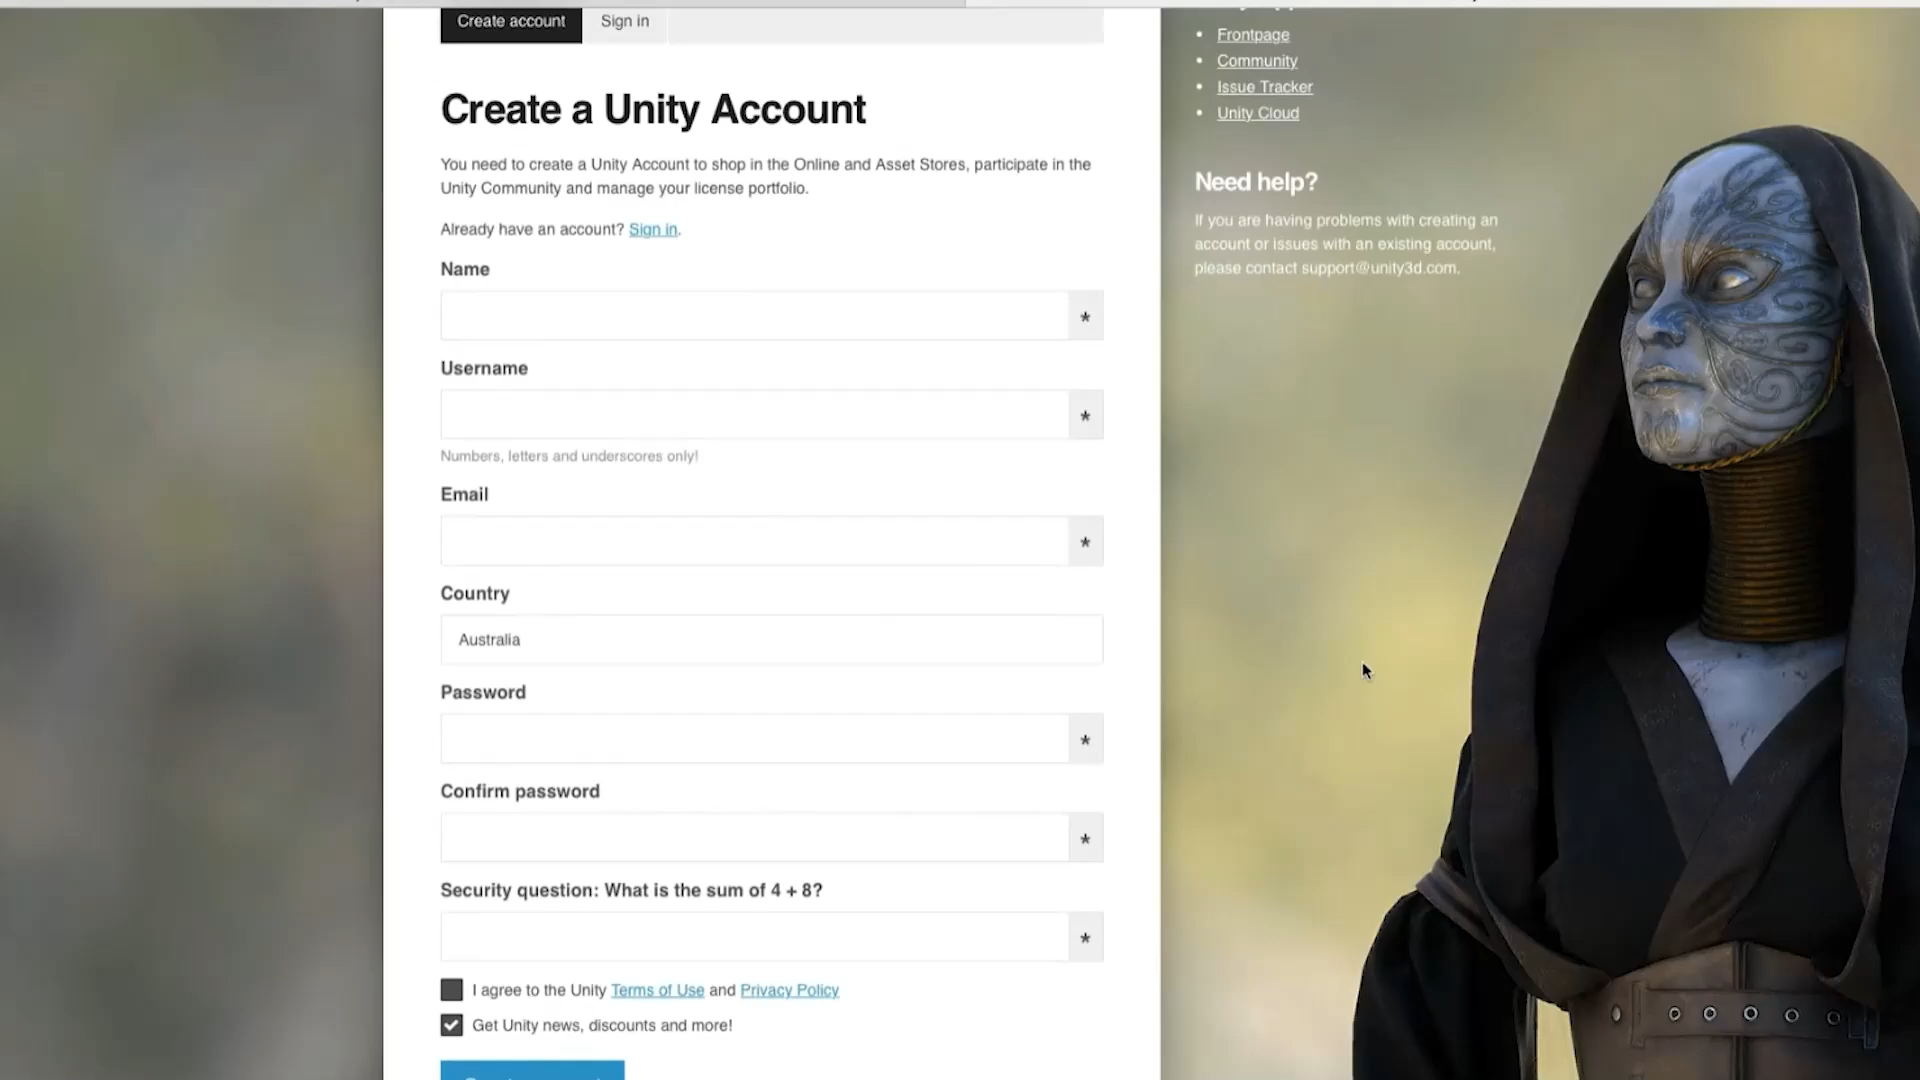 Create account
Sign in
Create a Unity Account
You need to create a Unity Account to shop in the Online and Asset Stores, participate in the
Unity Community and manage your license portfolio.
Already have an account? Sign in.
Name
*
Username
*
Numbers, letters and underscores only!
Email
*
Country
Australia
Password
*
Confirm password
*
Security question: What is the sum of 4 + 8?
*
I agree to the Unity Terms of Use and Privacy Policy
Get Unity news, discounts and more!
• Frontpage
• Community
• Issue Tracker
• Unity Cloud
Need help?
If you are having problems with creating an
account or issues with an existing account,
please contact support@unity3d.com.